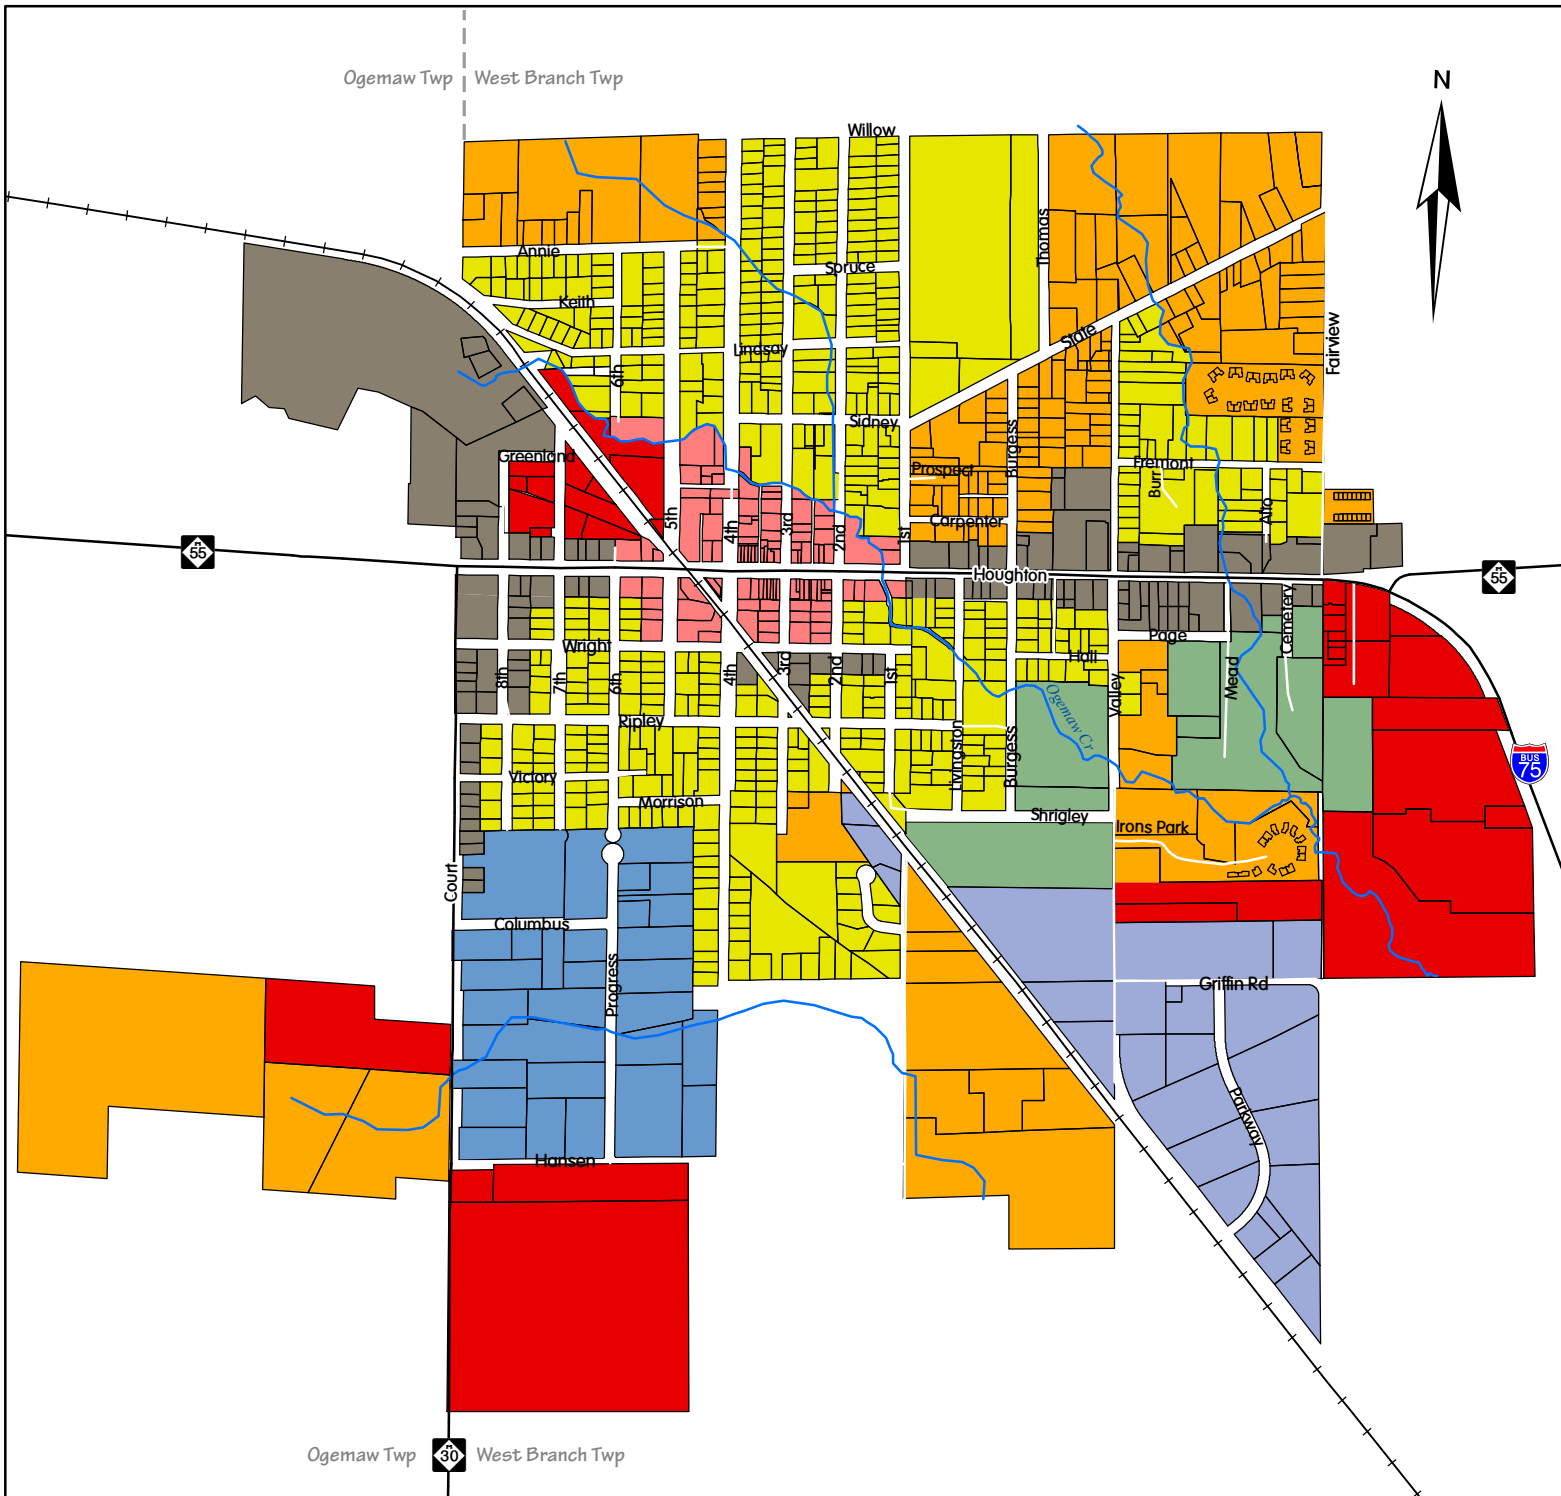 N
Ogemaw Twp
West Branch Twp
Willow
Thomas
Annie
Spruce
Keith
State
Fairview
Lindsay
6th
Sidney
Burgess
Greenland
Prospect
Fremont
Burr
Alto
5th
4th
3rd
2nd
1st
Carpenter
M
55
Houghton
M
55
Cemetery
Wright
Page
Hall
8th
7th
6th
4th
3rd
2nd
1st
Mead
Valley
Ogemaw Cr
Ripley
Livingston
Burgess
BUS
75
Victory
Morrison
Shrigley
Irons Park
Court
Columbus
Progress
Griffin Rd
Parkway
Hansen
Ogemaw Twp
M
30
West Branch Twp